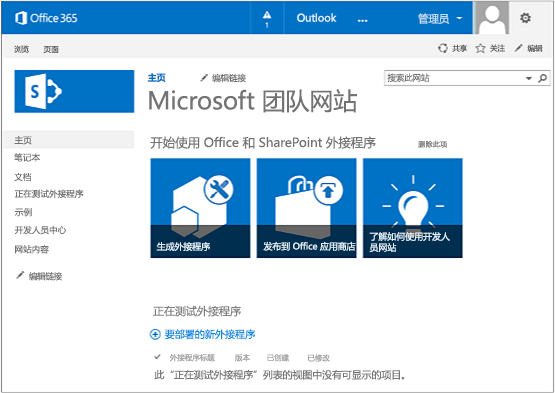 Office 365
1
Outlook
...
管理员
浏览 页面
共享 关注 编辑
S
主页 编辑链接
搜索此网站
Microsoft 团队网站
主页
笔记本
文档
正在测试外接程序
示例
开发人员中心
网站内容
编辑链接
开始使用 Office 和 SharePoint 外接程序 删除此项
生成外接程序
发布到 Office 应用商店
了解如何使用开发人
员网站
正在测试外接程序
要部署的新外接程序
外接程序标题 版本 已创建 已修改
此“正在测试外接程序”列表的视图中没有可显示的项目。